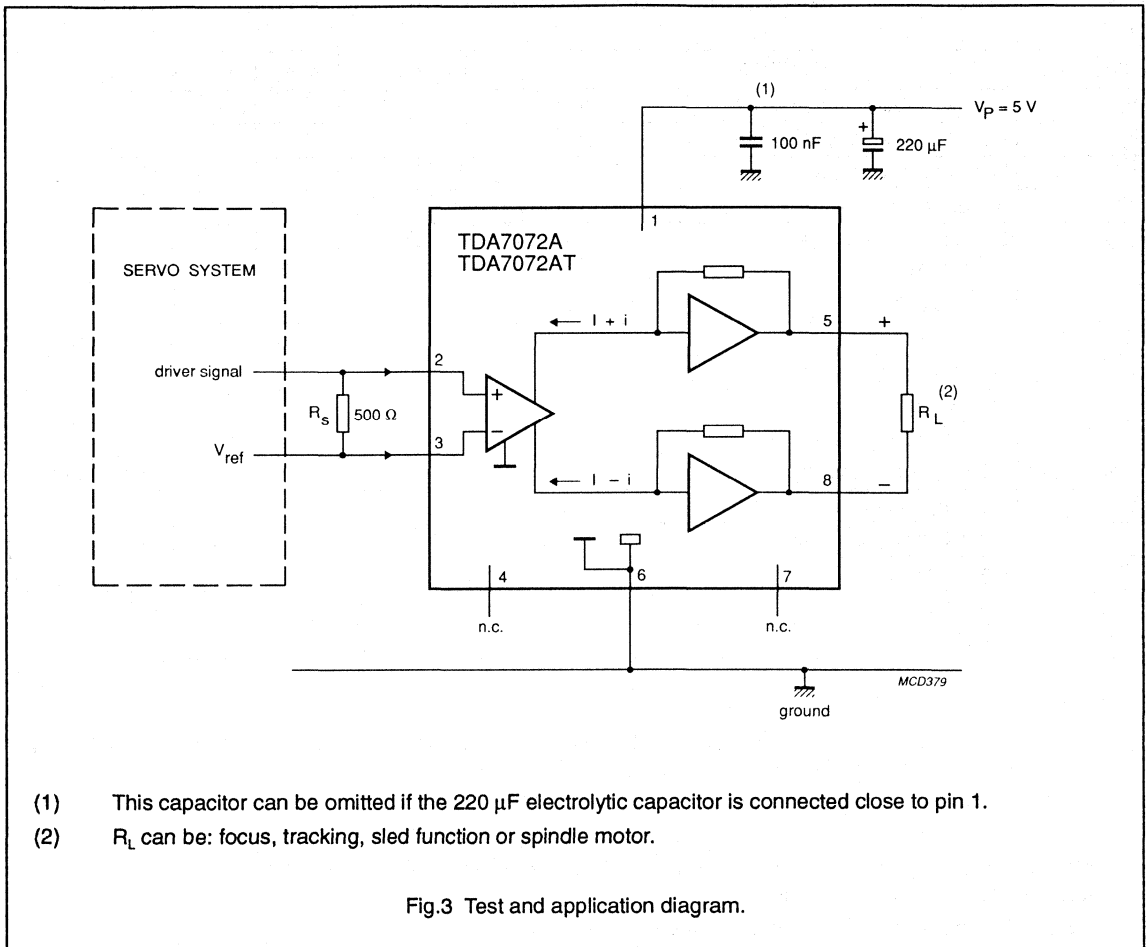 (1)
V_P = 5 V
+
100 nF
220 µF
1
TDA7072A
TDA7072AT
SERVO SYSTEM
I + i
5
+
driver signal
2
+
(2)
R_s
500 Ω
R_L
−
V_ref
3
I − i
8
−
4
6
7
n.c.
n.c.
MCD379
ground
(1) This capacitor can be omitted if the 220 µF electrolytic capacitor is connected close to pin 1.
(2) R_L can be: focus, tracking, sled function or spindle motor.
Fig.3 Test and application diagram.